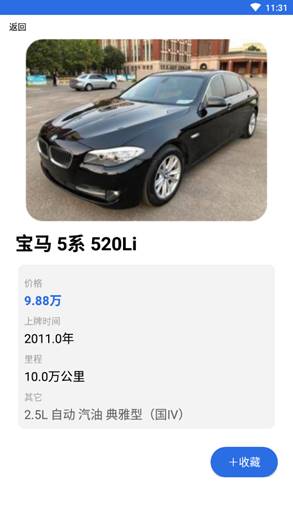 11:31
返回
宝马 5系 520Li
价格
9.88万
上牌时间
2011.0年
里程
10.0万公里
其它
2.5L 自动 汽油 典雅型（国IV）
＋收藏